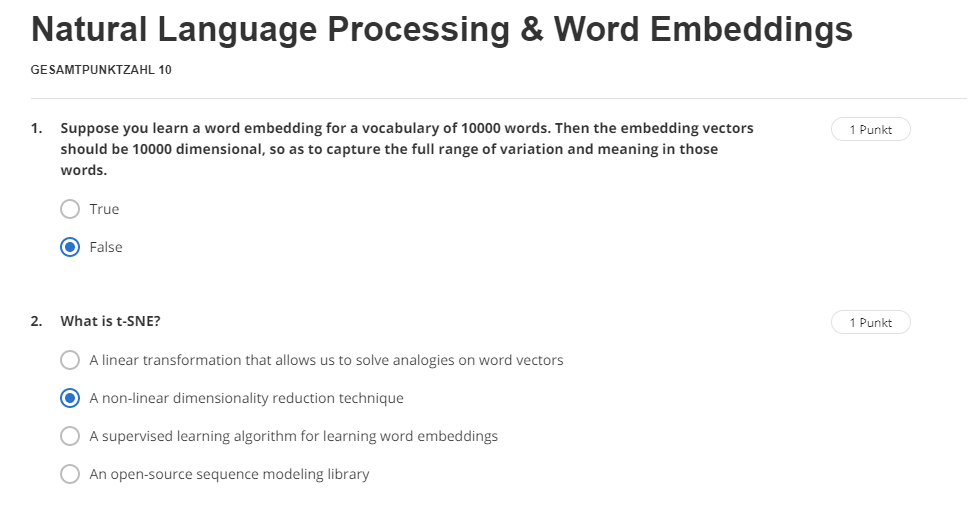 Natural Language Processing & Word Embeddings
GESAMTPUNKTZAHL 10
1. Suppose you learn a word embedding for a vocabulary of 10000 words. Then the embedding vectors
should be 10000 dimensional, so as to capture the full range of variation and meaning in those
words.
1 Punkt
True
False
2. What is t-SNE?
1 Punkt
A linear transformation that allows us to solve analogies on word vectors
A non-linear dimensionality reduction technique
A supervised learning algorithm for learning word embeddings
An open-source sequence modeling library